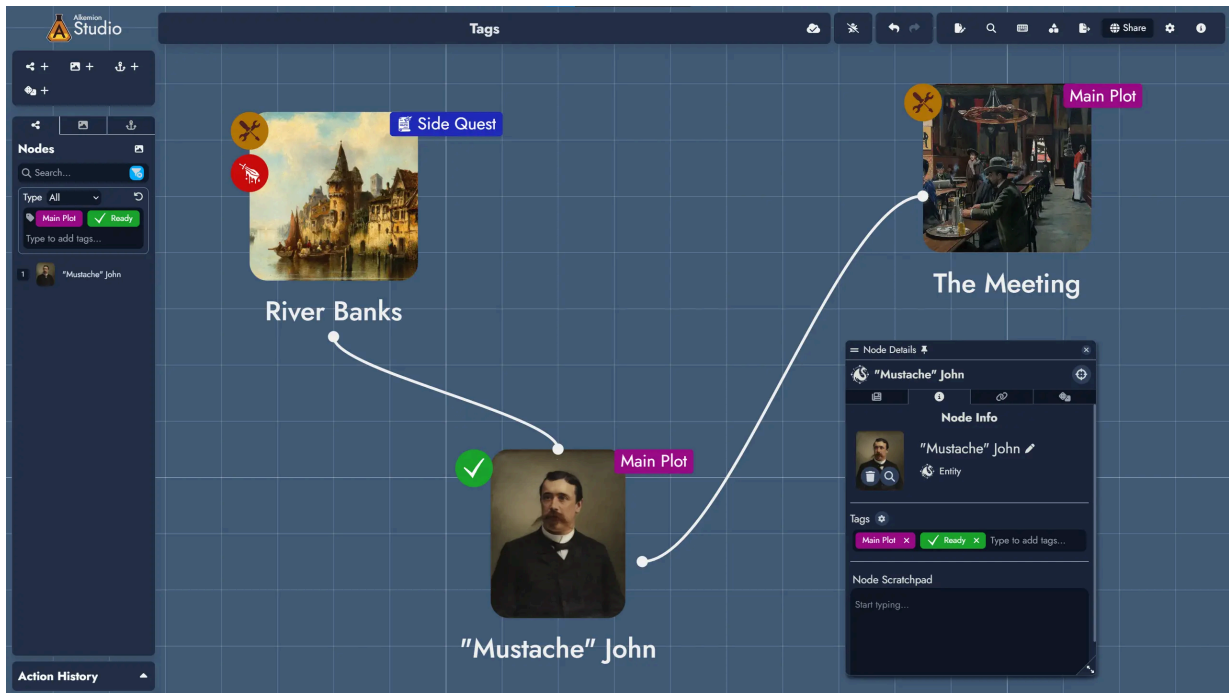 Alkemion
Studio
Tags
Share
Nodes
Search...
Type All
Main Plot Ready
Type to add tags...
1 "Mustache" John
Action History
Side Quest
River Banks
Main Plot
The Meeting
Main Plot
"Mustache" John
Node Details
"Mustache" John
Node Info
"Mustache" John
Entity
Tags
Main Plot × Ready ×  Type to add tags...
Node Scratchpad
Start typing...